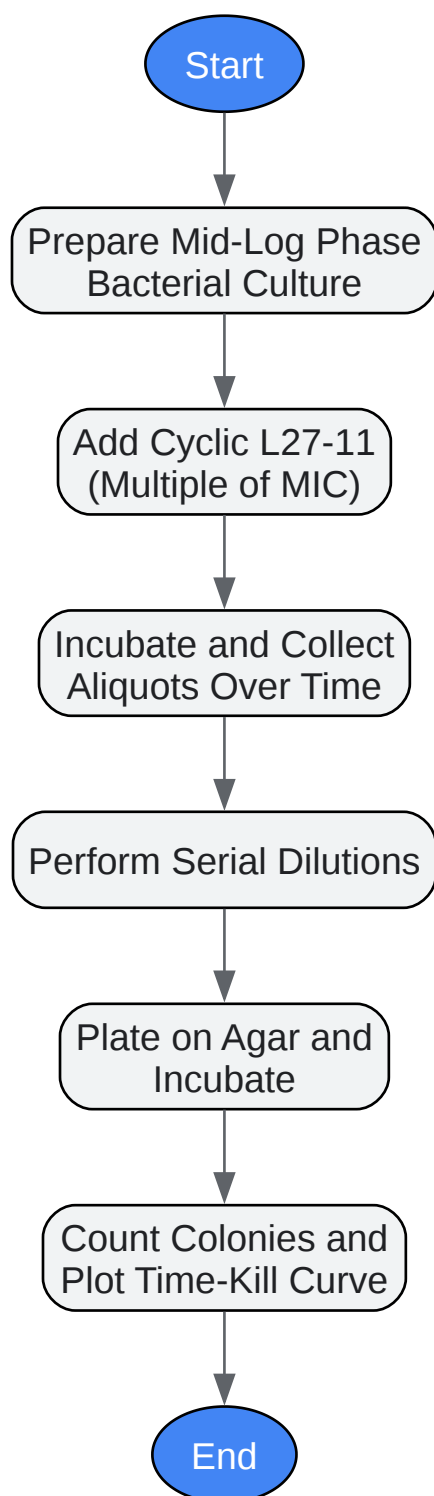 Start
Prepare Mid-Log Phase
Bacterial Culture
Add Cyclic L27-11
(Multiple of MIC)
Incubate and Collect
Aliquots Over Time
Perform Serial Dilutions
Plate on Agar and
Incubate
Count Colonies and
Plot Time-Kill Curve
End